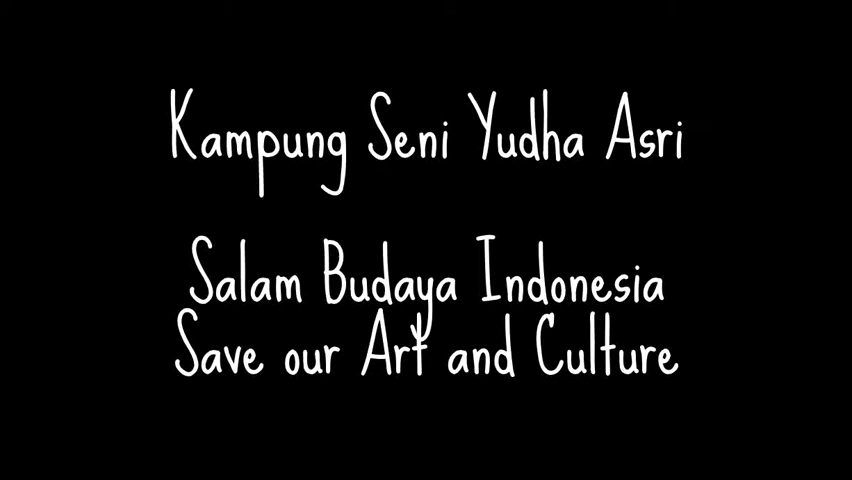 Kampung Seni Yudha Asri
Salam Budaya Indonesia
Save our Art and Culture